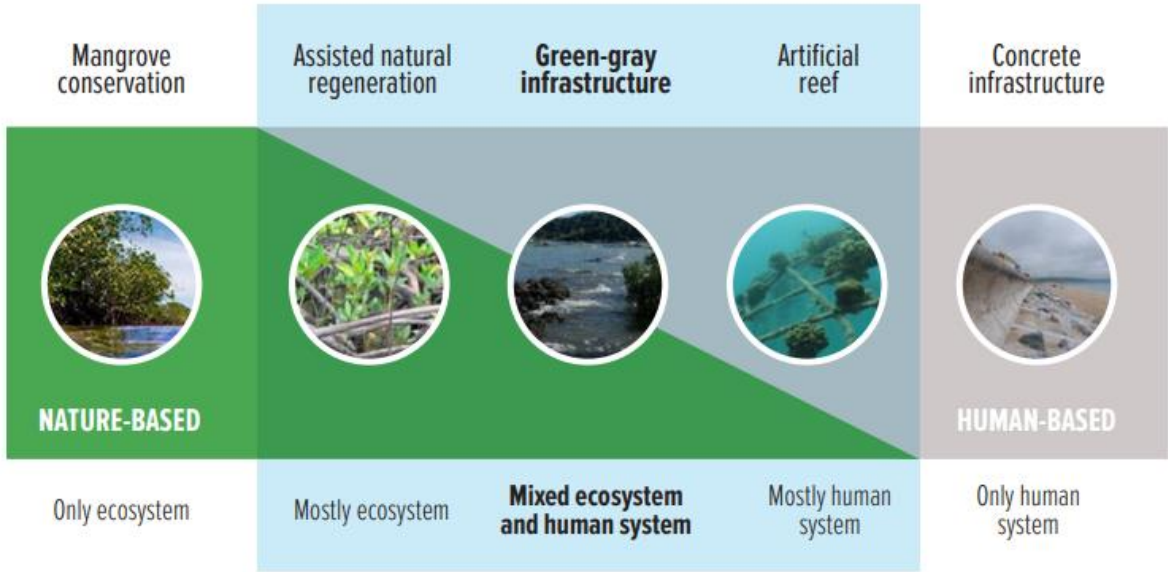 Mangrove
conservation
Assisted natural
regeneration
Green-gray
infrastructure
Artificial
reef
Concrete
infrastructure
NATURE-BASED
HUMAN-BASED
Only ecosystem
Mostly ecosystem
Mixed ecosystem
and human system
Mostly human
system
Only human
system